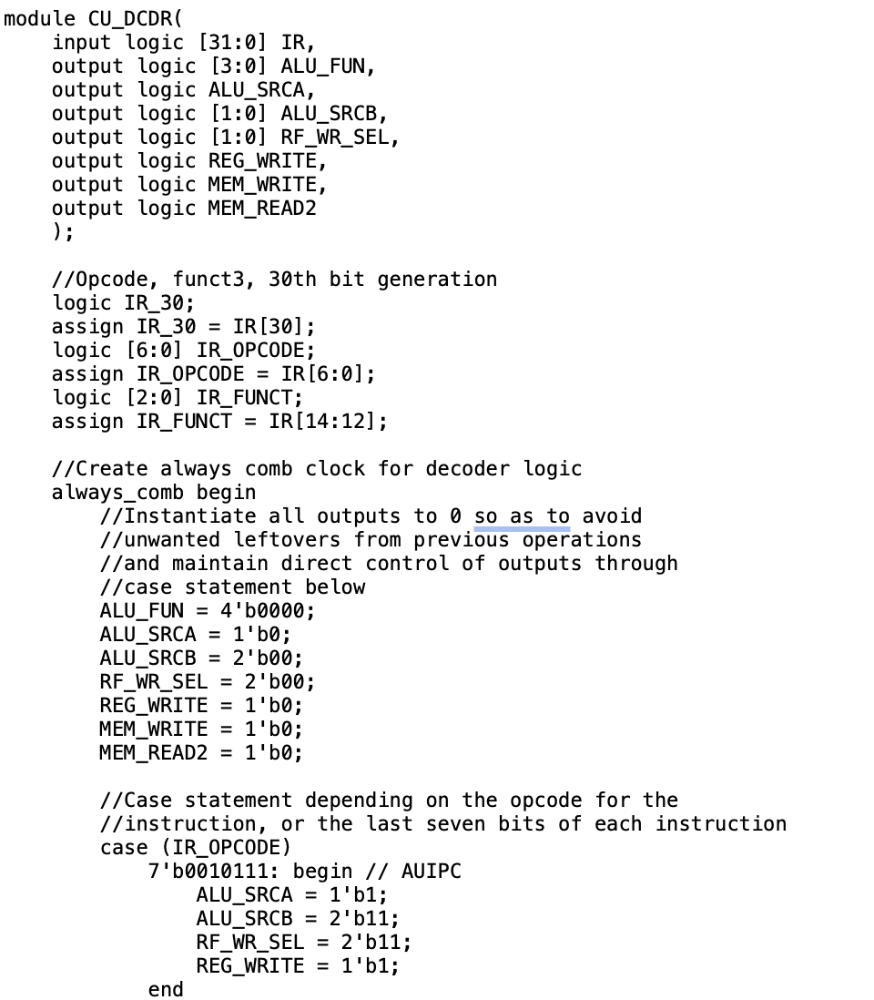 module CU_DCDR(
    input logic [31:0] IR,
    output logic [3:0] ALU_FUN,
    output logic ALU_SRCA,
    output logic [1:0] ALU_SRCB,
    output logic [1:0] RF_WR_SEL,
    output logic REG_WRITE,
    output logic MEM_WRITE,
    output logic MEM_READ2
    );

    //Opcode, funct3, 30th bit generation
    logic IR_30;
    assign IR_30 = IR[30];
    logic [6:0] IR_OPCODE;
    assign IR_OPCODE = IR[6:0];
    logic [2:0] IR_FUNCT;
    assign IR_FUNCT = IR[14:12];

    //Create always comb clock for decoder logic
    always_comb begin
        //Instantiate all outputs to 0 so as to avoid
        //unwanted leftovers from previous operations
        //and maintain direct control of outputs through
        //case statement below
        ALU_FUN = 4'b0000;
        ALU_SRCA = 1'b0;
        ALU_SRCB = 2'b00;
        RF_WR_SEL = 2'b00;
        REG_WRITE = 1'b0;
        MEM_WRITE = 1'b0;
        MEM_READ2 = 1'b0;

        //Case statement depending on the opcode for the
        //instruction, or the last seven bits of each instruction
        case (IR_OPCODE)
            7'b0010111: begin // AUIPC
                ALU_SRCA = 1'b1;
                ALU_SRCB = 2'b11;
                RF_WR_SEL = 2'b11;
                REG_WRITE = 1'b1;
            end